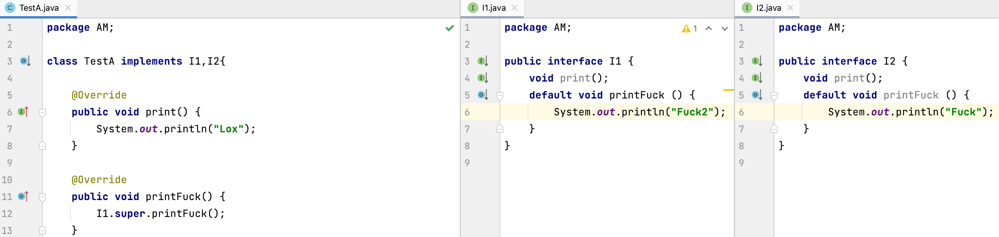 TestA.java
1 package AM;
2
3 class TestA implements I1,I2{
4
5 @Override
6 public void print() {
7 System.out.println("Lox");
8 }
9
10 @Override
11 public void printFuck() {
12 I1.super.printFuck();
13 }
I1.java
1 package AM; 1
2
3 public interface I1 {
4 void print();
5 default void printFuck () {
6 System.out.println("Fuck2");
7 }
8 }
9
I2.java
1 package AM;
2
3 public interface I2 {
4 void print();
5 default void printFuck () {
6 System.out.println("Fuck");
7 }
8 }
9